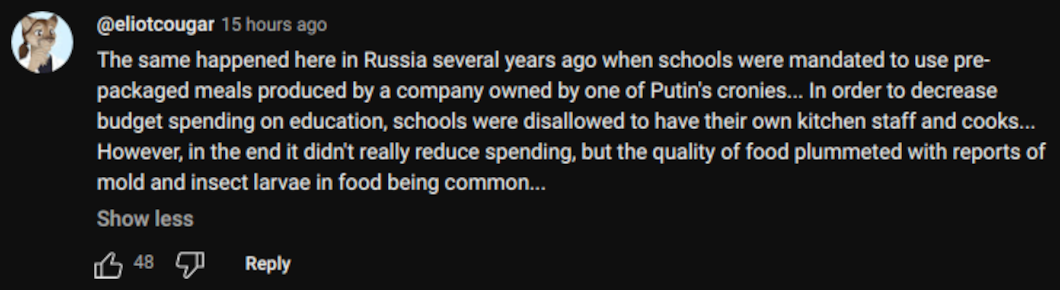 @eliotcougar 15 hours ago
The same happened here in Russia several years ago when schools were mandated to use pre-
packaged meals produced by a company owned by one of Putin's cronies... In order to decrease
budget spending on education, schools were disallowed to have their own kitchen staff and cooks...
However, in the end it didn't really reduce spending, but the quality of food plummeted with reports of
mold and insect larvae in food being common...
Show less
48 Reply